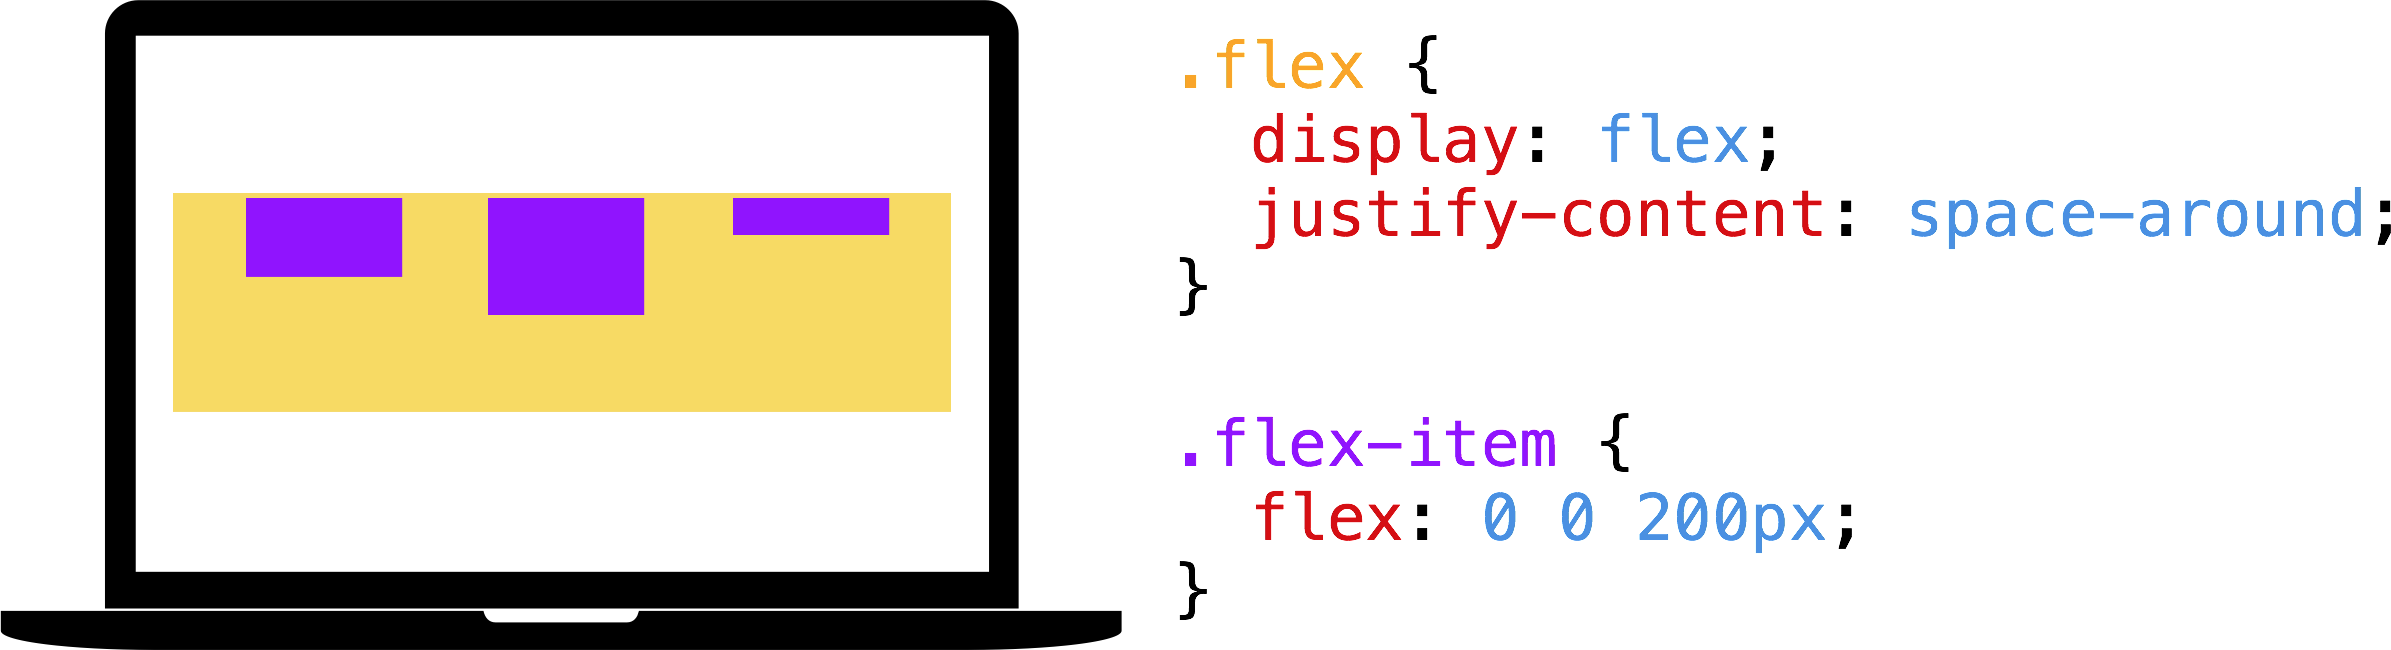 .flex {
  display: flex;
  justify-content: space-around;
}
.flex-item {
  flex: 0 0 200px;
}